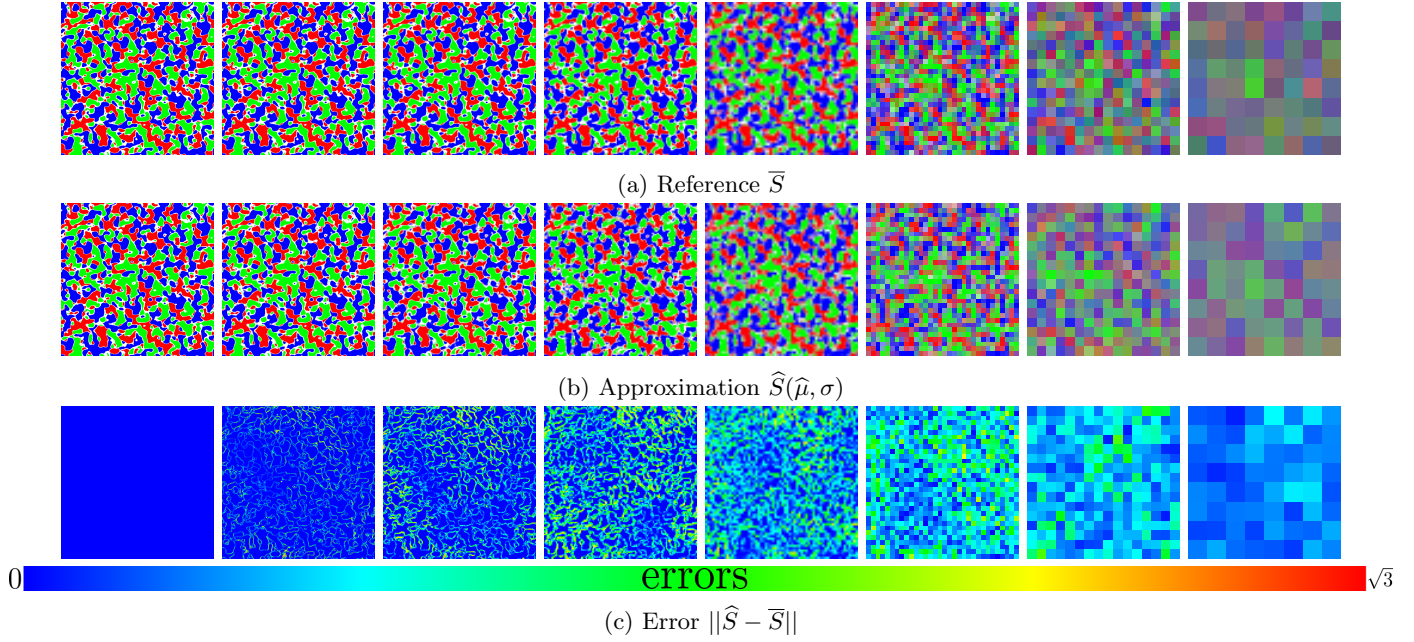 (a) Reference S̅
(b) Approximation Ŝ(μ̂, σ)
0 errors √3
(c) Error ||Ŝ − S̅||